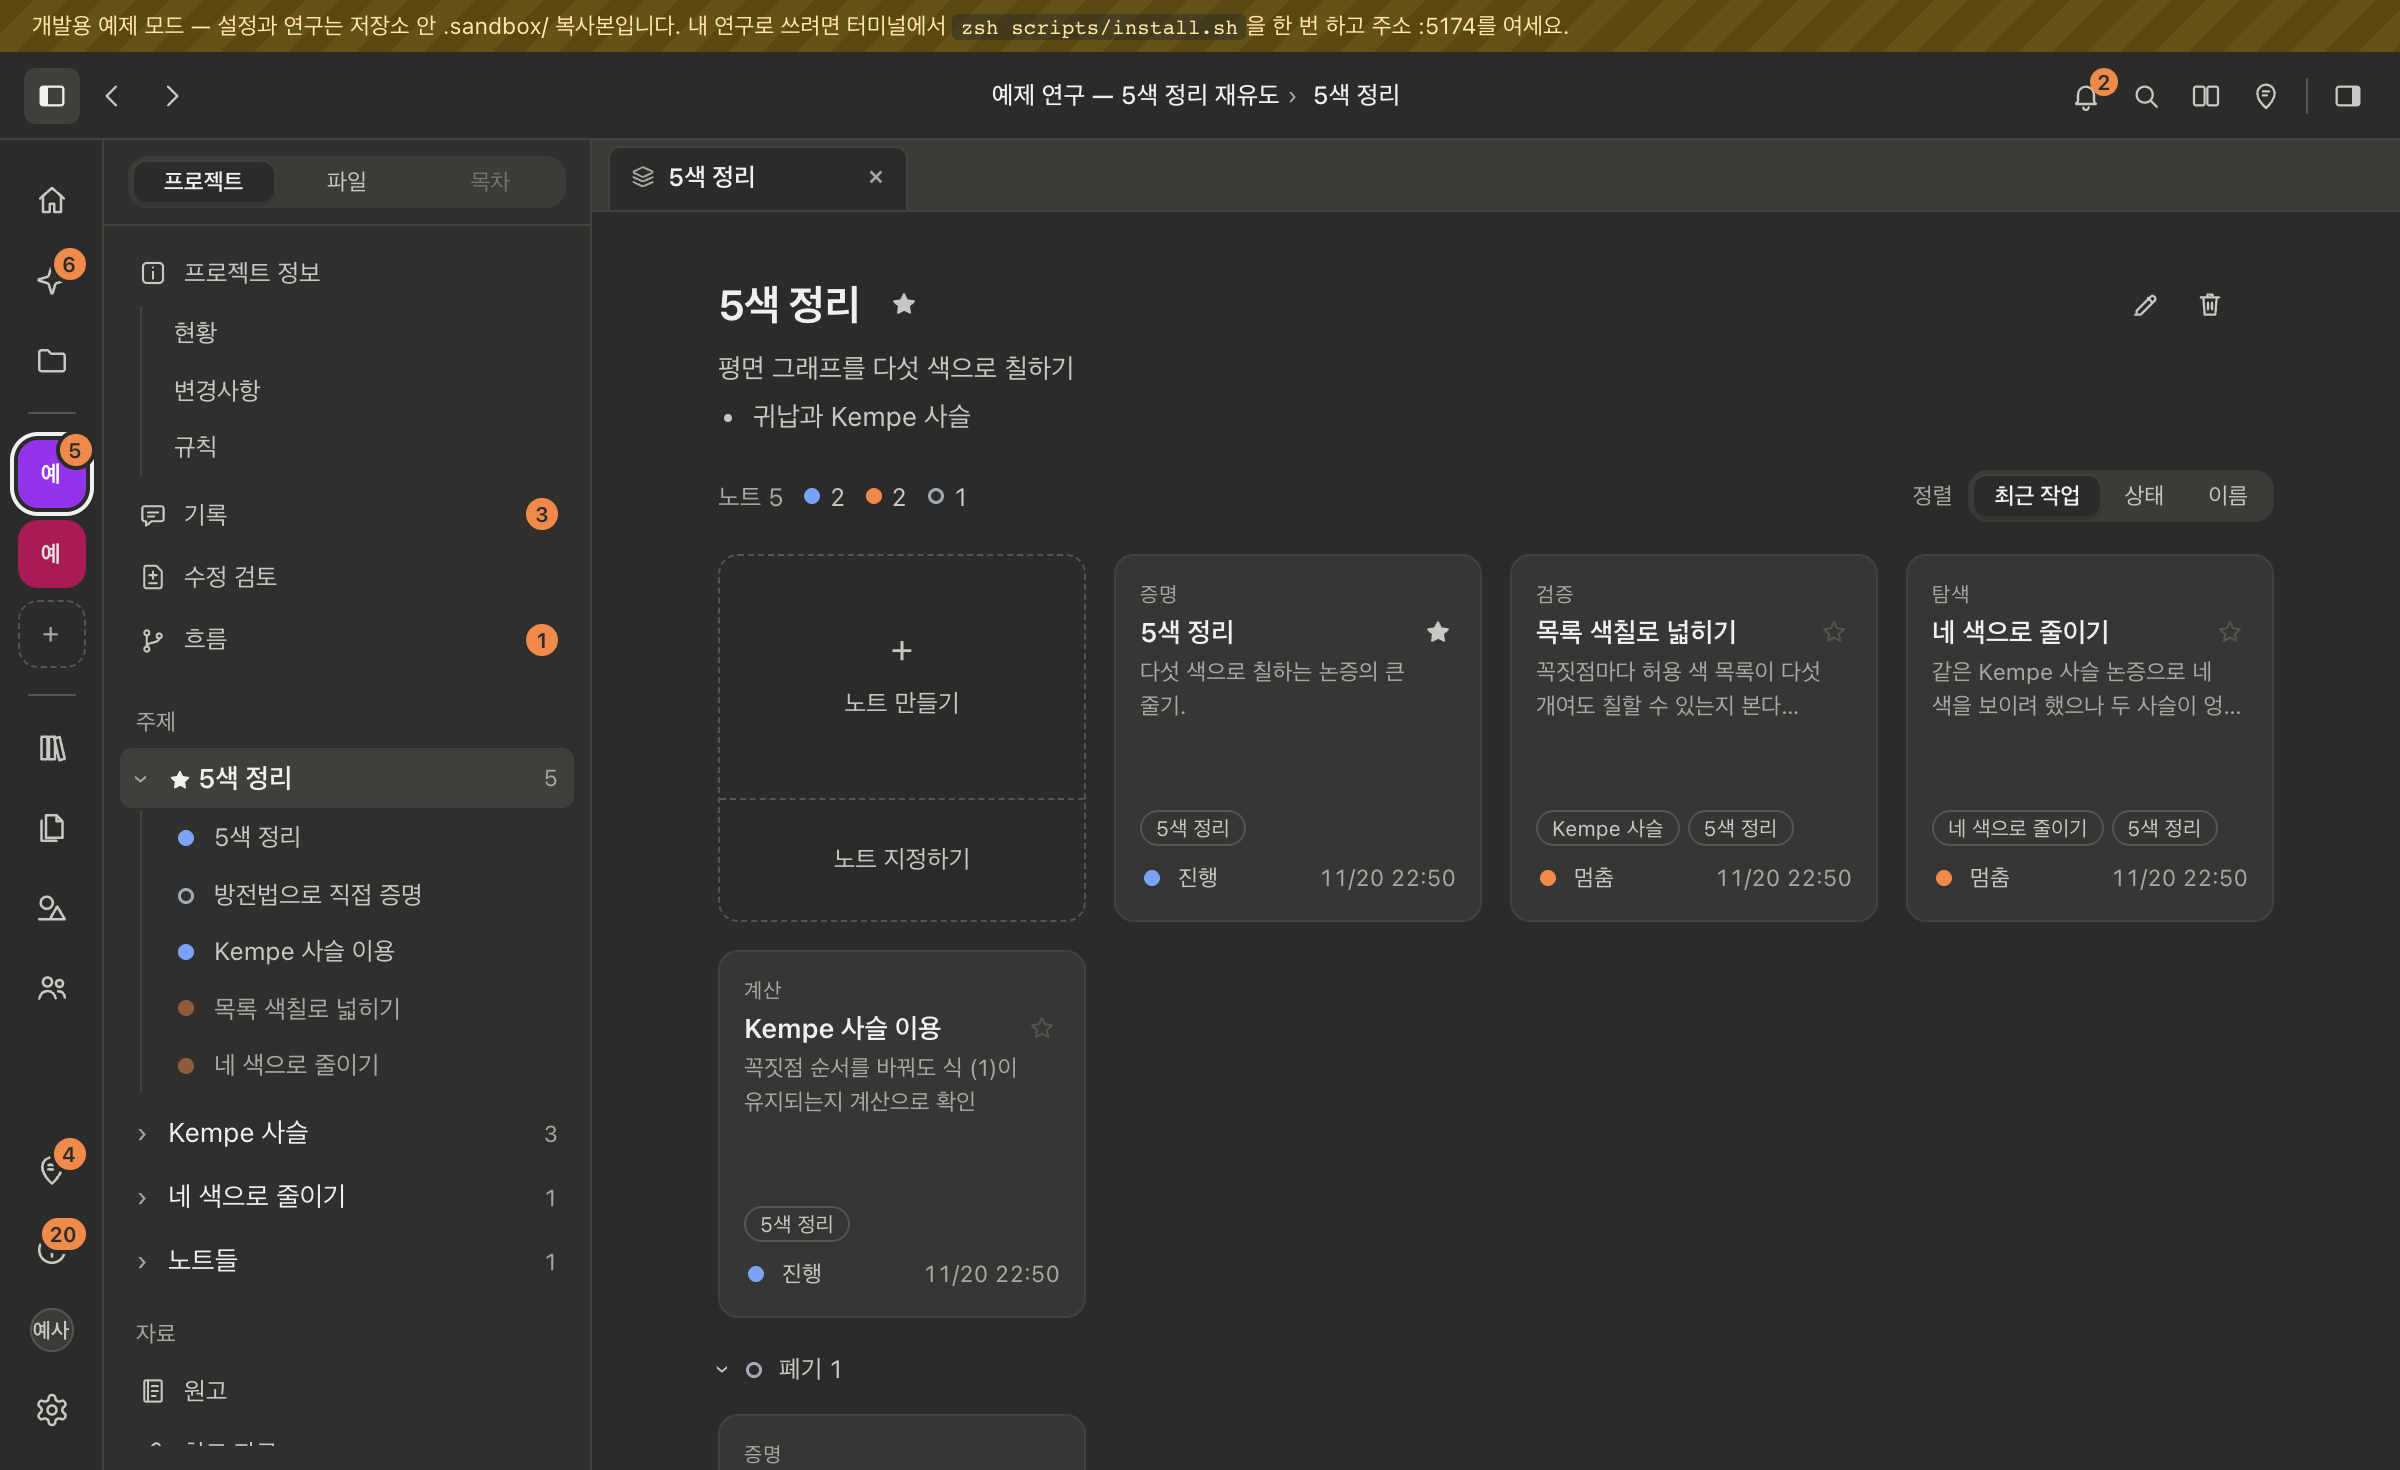 개발용 예제 모드 — 설정과 연구는 저장소 안 .sandbox/ 복사본입니다. 내 연구로 쓰려면 터미널에서 zsh scripts/install.sh을 한 번 하고 주소 :5174를 여세요.
예제 연구 — 5색 정리 재유도 › 5색 정리
2
6
예
5
예
+
4
20
예사
프로젝트 파일 목차
프로젝트 정보
현황
변경사항
규칙
기록 3
수정 검토
흐름 1
주제
5색 정리 5
5색 정리
방전법으로 직접 증명
Kempe 사슬 이용
목록 색칠로 넓히기
네 색으로 줄이기
Kempe 사슬 3
네 색으로 줄이기 1
노트들 1
자료
원고
5색 정리 ×
5색 정리
평면 그래프를 다섯 색으로 칠하기
• 귀납과 Kempe 사슬
노트 5 2 2 1
정렬 최근 작업 상태 이름
+
노트 만들기
노트 지정하기
증명
5색 정리
다섯 색으로 칠하는 논증의 큰
줄기.
5색 정리
진행 11/20 22:50
검증
목록 색칠로 넓히기
꼭짓점마다 허용 색 목록이 다섯
개여도 칠할 수 있는지 본다...
Kempe 사슬 5색 정리
멈춤 11/20 22:50
탐색
네 색으로 줄이기
같은 Kempe 사슬 논증으로 네
색을 보이려 했으나 두 사슬이 엉...
네 색으로 줄이기 5색 정리
멈춤 11/20 22:50
계산
Kempe 사슬 이용
꼭짓점 순서를 바꿔도 식 (1)이
유지되는지 계산으로 확인
5색 정리
진행 11/20 22:50
폐기 1
증명